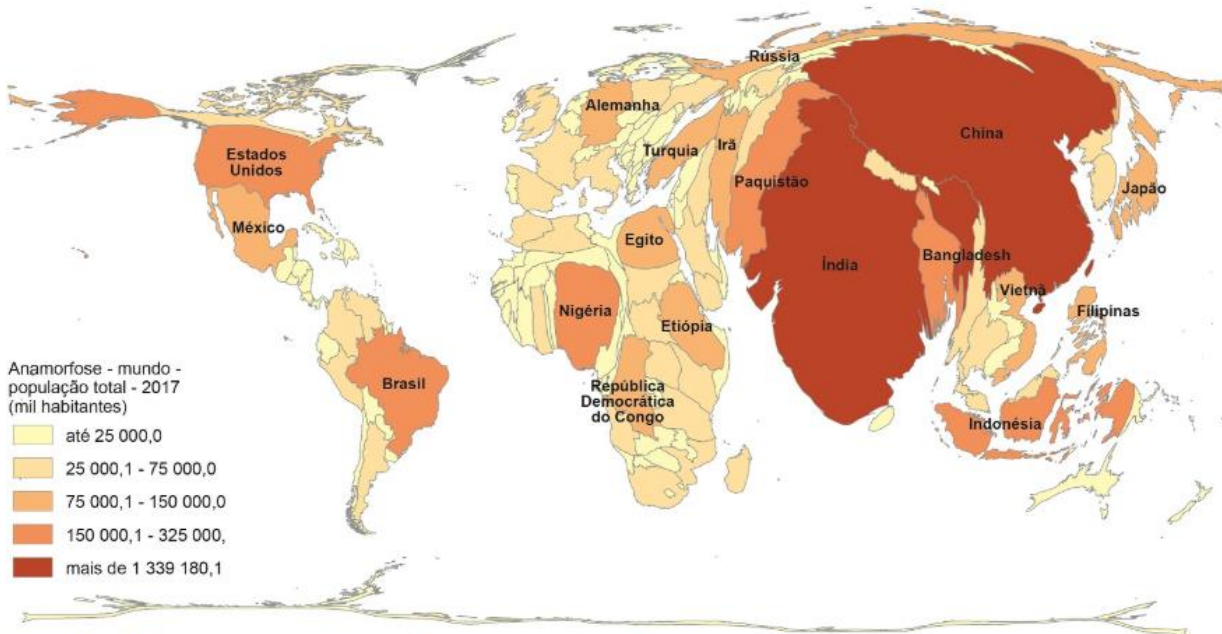 Rússia
Alemanha
China
Estados
Unidos
Turquia
Irã
Paquistão
Japão
México
Egito
Índia
Bangladesh
Vietnã
Nigéria
Etiópia
Filipinas
Brasil
República
Democrática
do Congo
Indonésia
Anamorfose - mundo -
população total - 2017
(mil habitantes)
até 25 000,0
25 000,1 - 75 000,0
75 000,1 - 150 000,0
150 000,1 - 325 000,
mais de 1 339 180,1